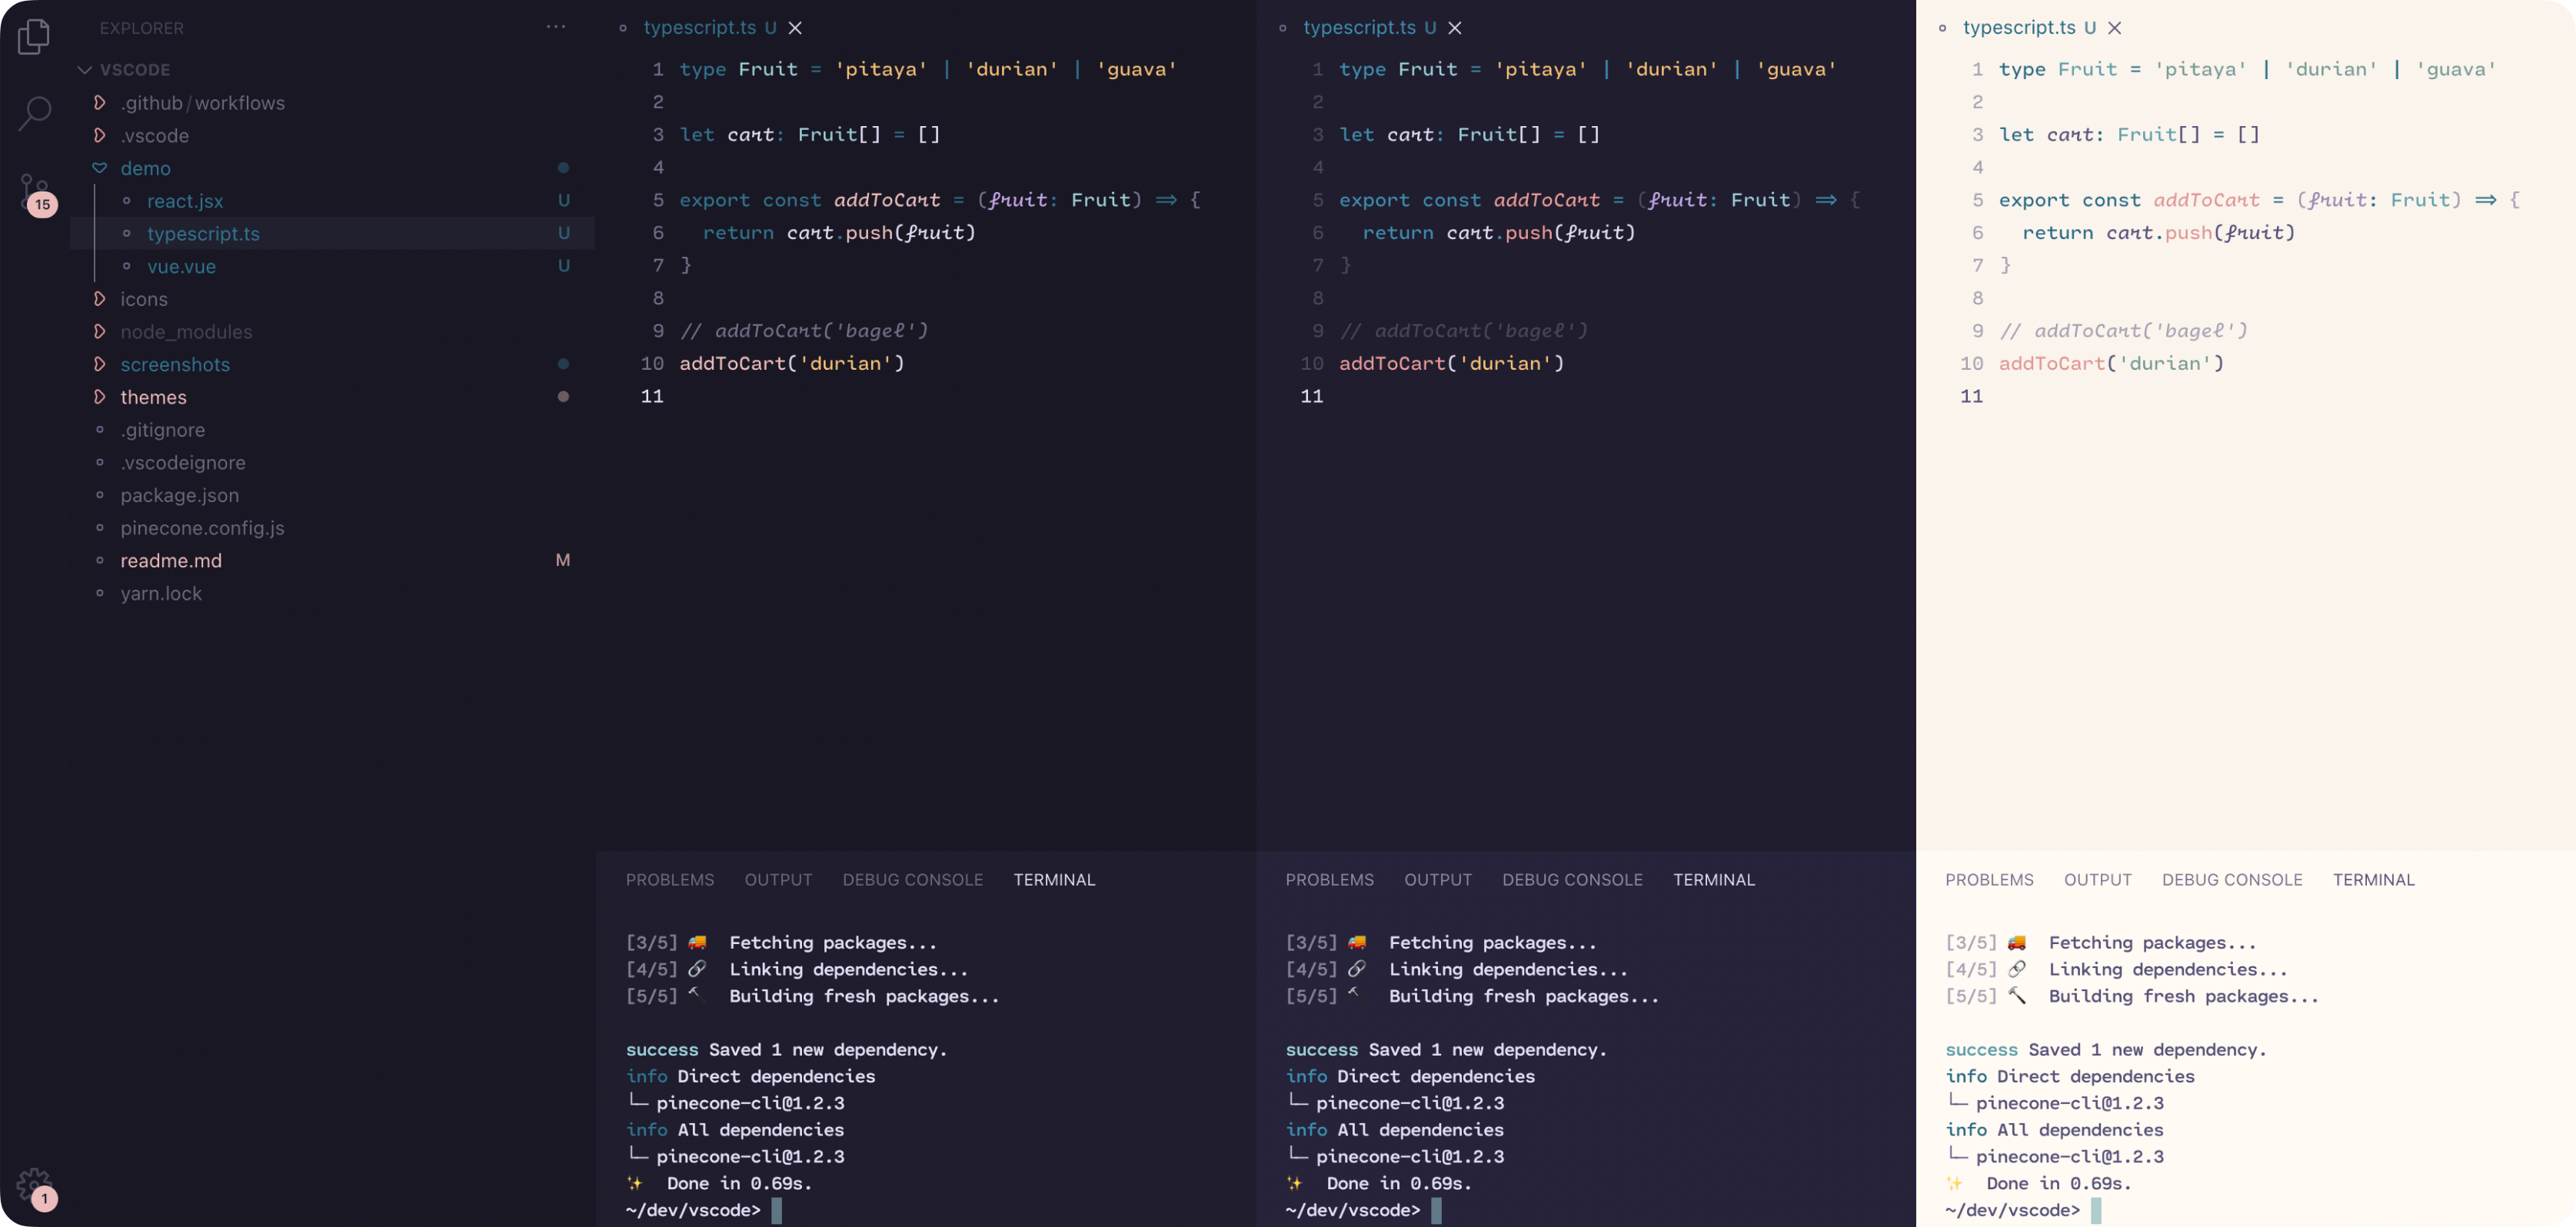 EXPLORER ···
VSCODE
.github/workflows
.vscode
demo
react.jsx U
typescript.ts U
vue.vue U
icons
node_modules
screenshots
themes
.gitignore
.vscodeignore
package.json
pinecone.config.js
readme.md M
yarn.lock
15
1
typescript.ts U
1 type Fruit = 'pitaya' | 'durian' | 'guava'
2
3 let cart: Fruit[] = []
4
5 export const addToCart = (fruit: Fruit) => {
6 return cart.push(fruit)
7 }
8
9 // addToCart('bagel')
10 addToCart('durian')
11
PROBLEMS OUTPUT DEBUG CONSOLE TERMINAL
[3/5] 🚚 Fetching packages...
[4/5] 🔗 Linking dependencies...
[5/5] 🔨 Building fresh packages...
success Saved 1 new dependency.
info Direct dependencies
└─ pinecone-cli@1.2.3
info All dependencies
└─ pinecone-cli@1.2.3
✨ Done in 0.69s.
~/dev/vscode>
typescript.ts U
1 type Fruit = 'pitaya' | 'durian' | 'guava'
2
3 let cart: Fruit[] = []
4
5 export const addToCart = (fruit: Fruit) => {
6 return cart.push(fruit)
7 }
8
9 // addToCart('bagel')
10 addToCart('durian')
11
PROBLEMS OUTPUT DEBUG CONSOLE TERMINAL
[3/5] 🚚 Fetching packages...
[4/5] 🔗 Linking dependencies...
[5/5] 🔨 Building fresh packages...
success Saved 1 new dependency.
info Direct dependencies
└─ pinecone-cli@1.2.3
info All dependencies
└─ pinecone-cli@1.2.3
✨ Done in 0.69s.
~/dev/vscode>
typescript.ts U
1 type Fruit = 'pitaya' | 'durian' | 'guava'
2
3 let cart: Fruit[] = []
4
5 export const addToCart = (fruit: Fruit) => {
6 return cart.push(fruit)
7 }
8
9 // addToCart('bagel')
10 addToCart('durian')
11
PROBLEMS OUTPUT DEBUG CONSOLE TERMINAL
[3/5] 🚚 Fetching packages...
[4/5] 🔗 Linking dependencies...
[5/5] 🔨 Building fresh packages...
success Saved 1 new dependency.
info Direct dependencies
└─ pinecone-cli@1.2.3
info All dependencies
└─ pinecone-cli@1.2.3
✨ Done in 0.69s.
~/dev/vscode>